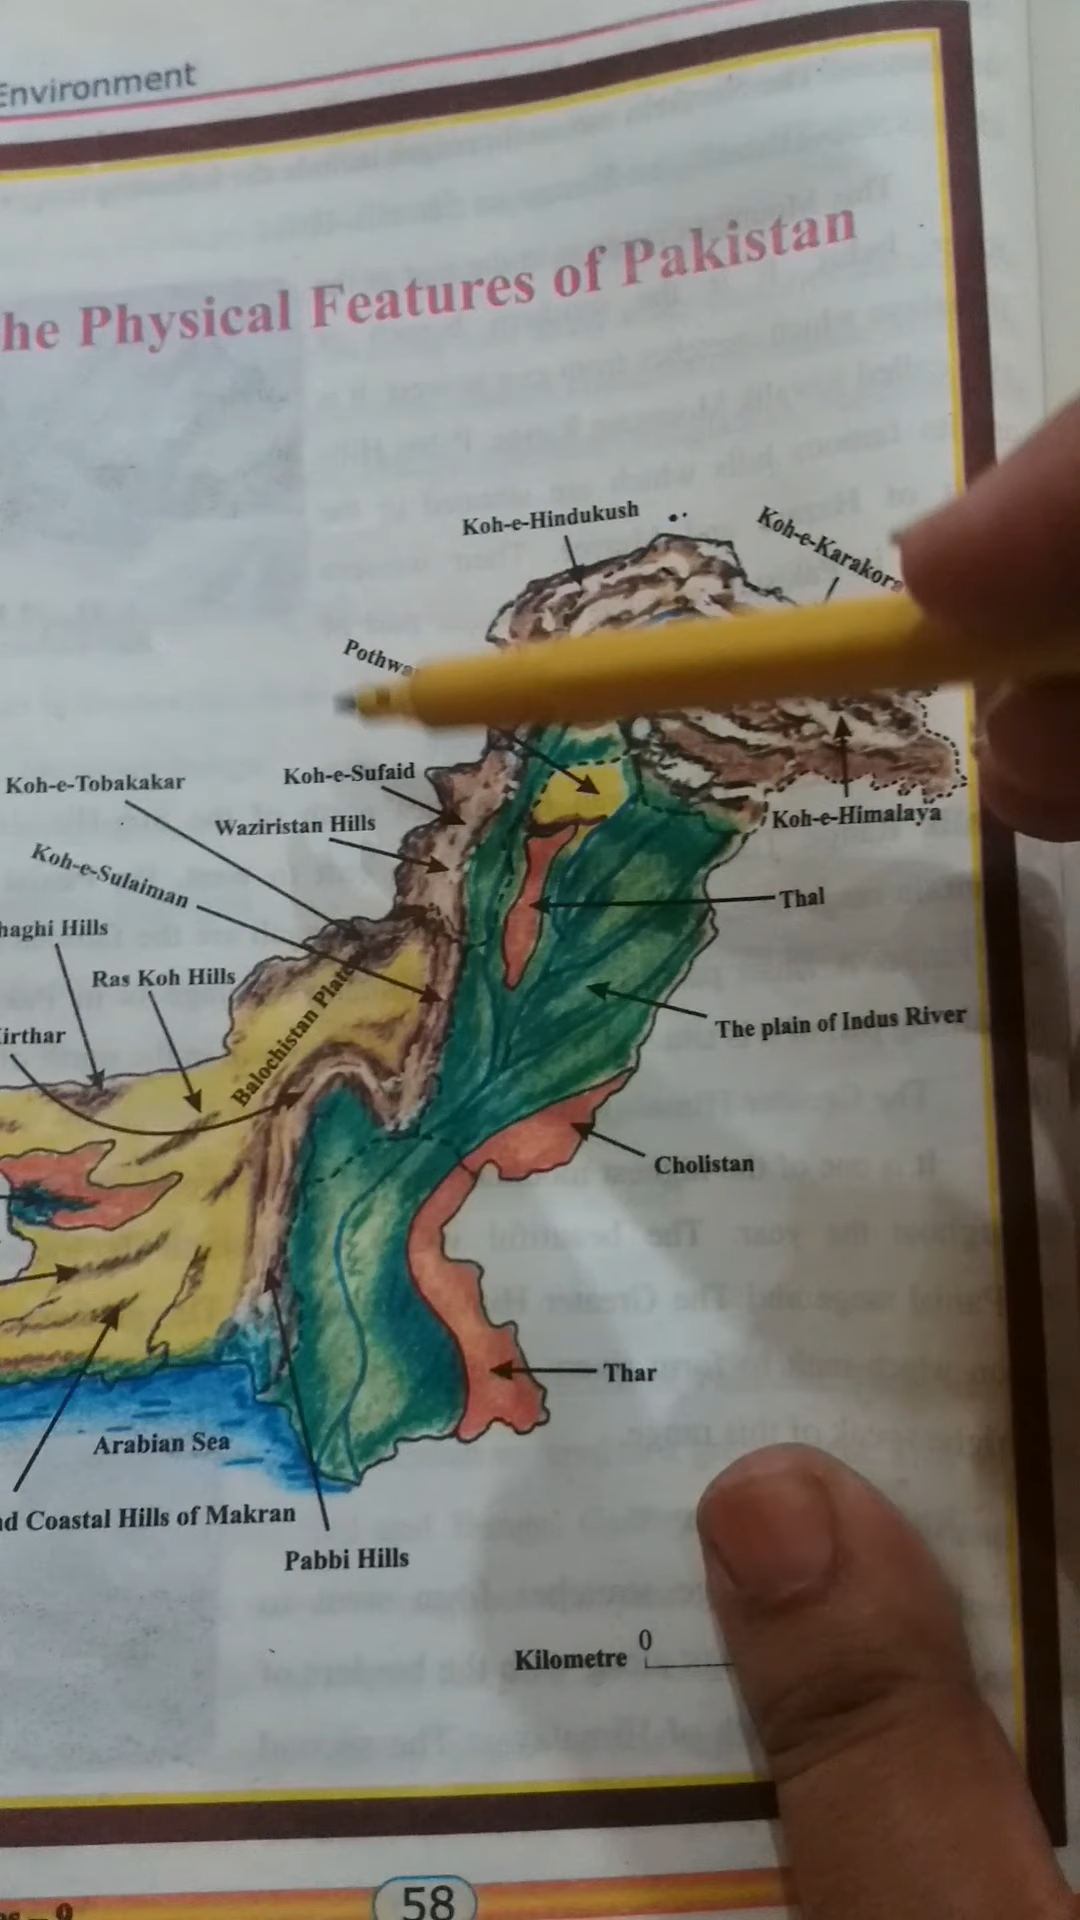 Environment
he Physical Features of Pakistan
Koh-e-Hindukush
Koh-e-Karakora
Pothwa
Koh-e-Tobakakar
Koh-e-Sufaid
Waziristan Hills
Koh-e-Himalaya
Koh-e-Sulaiman
Thal
haghi Hills
Ras Koh Hills
Balochistan Plate
The plain of Indus River
irthar
Cholistan
Thar
Arabian Sea
nd Coastal Hills of Makran
Pabbi Hills
Kilometre 0
58